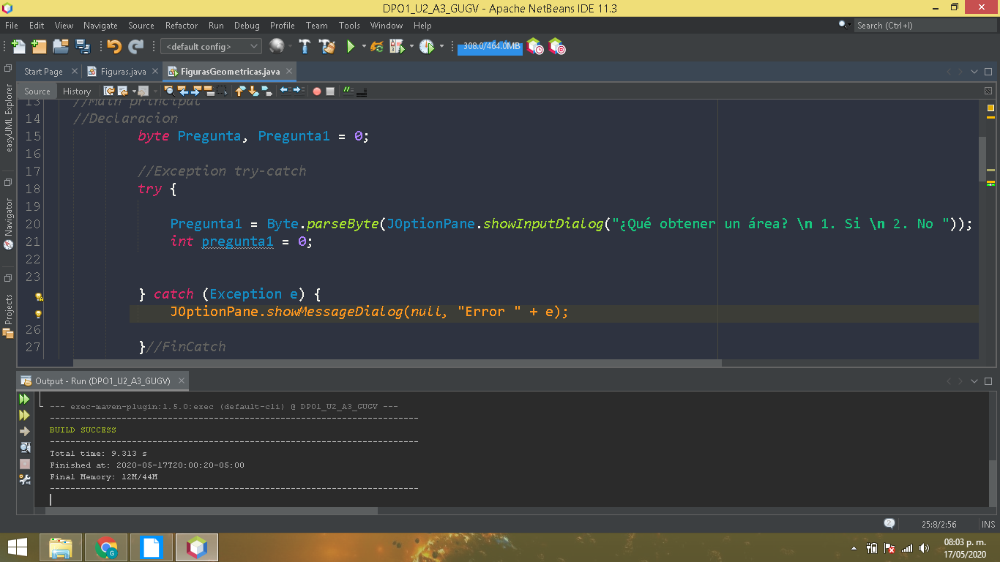 DPO1_U2_A3_GUGV - Apache NetBeans IDE 11.3
File Edit View Navigate Source Refactor Run Debug Profile Team Tools Window Help
Search (Ctrl+I)
<default config>
308.0/464.0MB
Start Page
Figuras.java
FigurasGeometricas.java
Source
History
easyUML Explorer
Navigator
Projects
13 //Main principal
14 //Declaracion
15 byte Pregunta, Pregunta1 = 0;
16
17 //Exception try-catch
18 try {
19
20 Pregunta1 = Byte.parseByte(JOptionPane.showInputDialog("¿Qué obtener un área? \n 1. Si \n 2. No "));
21 int pregunta1 = 0;
22
23
} catch (Exception e) {
JOptionPane.showMessageDialog(null, "Error " + e);
26
27 }//FinCatch
Output - Run (DPO1_U2_A3_GUGV)
--- exec-maven-plugin:1.5.0:exec (default-cli) @ DPO1_U2_A3_GUGV ---
------------------------------------------------------------------------
BUILD SUCCESS
------------------------------------------------------------------------
Total time: 9.313 s
Finished at: 2020-05-17T20:00:20-05:00
Final Memory: 12M/44M
------------------------------------------------------------------------
25:8/2:56
INS
08:03 p. m.
17/05/2020